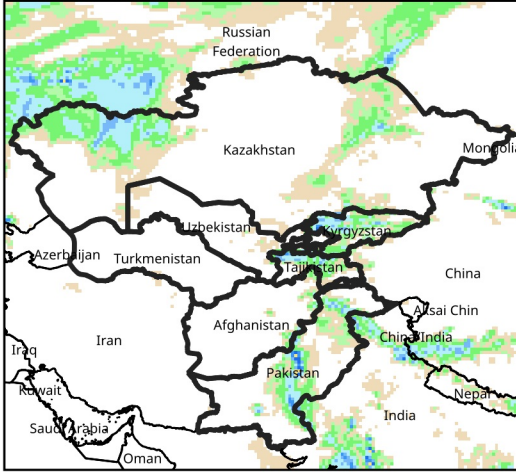 Russian
Federation
Kazakhstan
Mongolia
Uzbekistan
Kyrgyzstan
Azerbaijan
Turkmenistan
Tajikistan
China
Aksai Chin
Afghanistan
Iran
China/India
Iraq
Pakistan
Kuwait
Nepal
India
Saudi Arabia
Oman